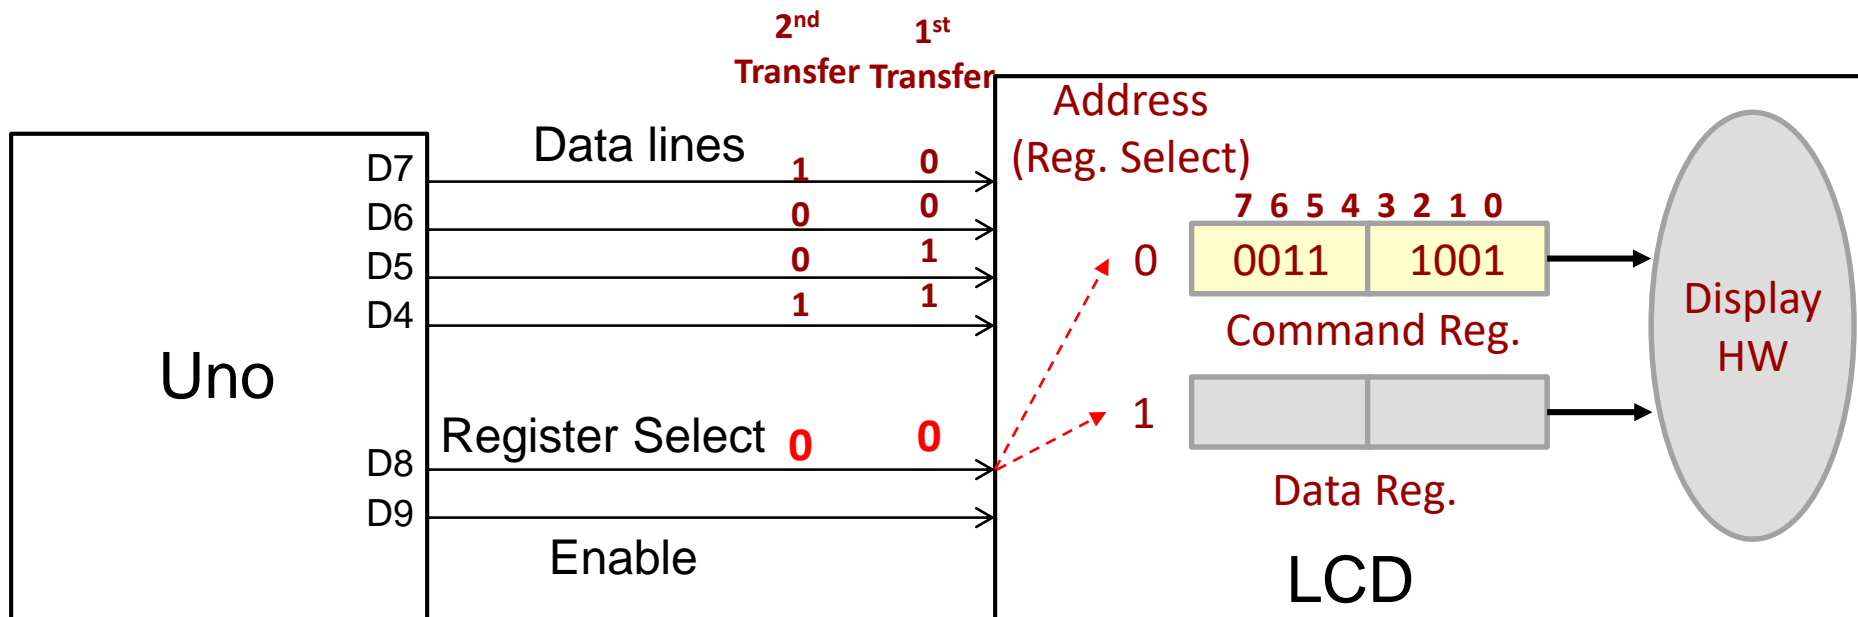 2nd 1st
Transfer Transfer
Address
(Reg. Select)
Data lines
D7 1 0
D6 0 0
D5 0 1
D4 1 1
7 6 5 4 3 2 1 0
0 0011 1001
Command Reg.
Display
HW
Uno
1
Register Select 0 0
D8
D9
Data Reg.
Enable
LCD